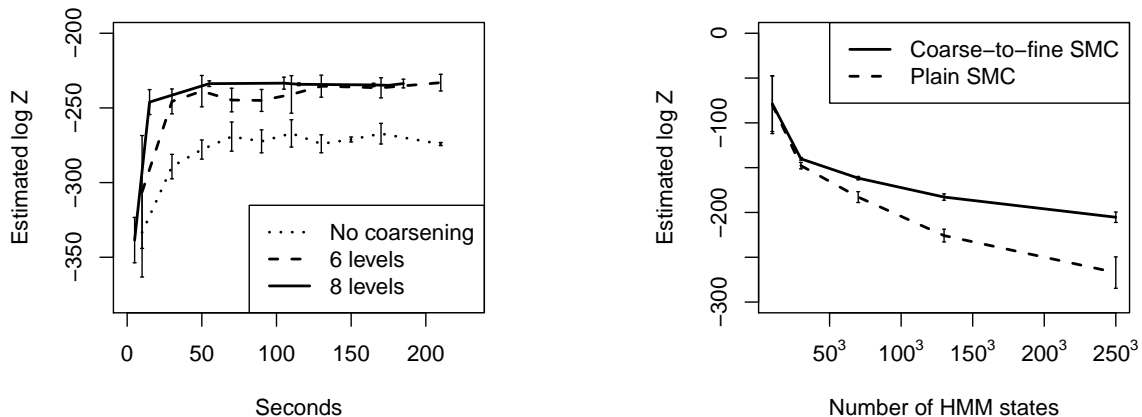 Estimated log Z
−200
−250
−300
−350
No coarsening
6 levels
8 levels
0 50 100 150 200
Seconds
Estimated log Z
0
−100
−200
−300
Coarse−to−fine SMC
Plain SMC
50³ 100³ 150³ 200³ 250³
Number of HMM states